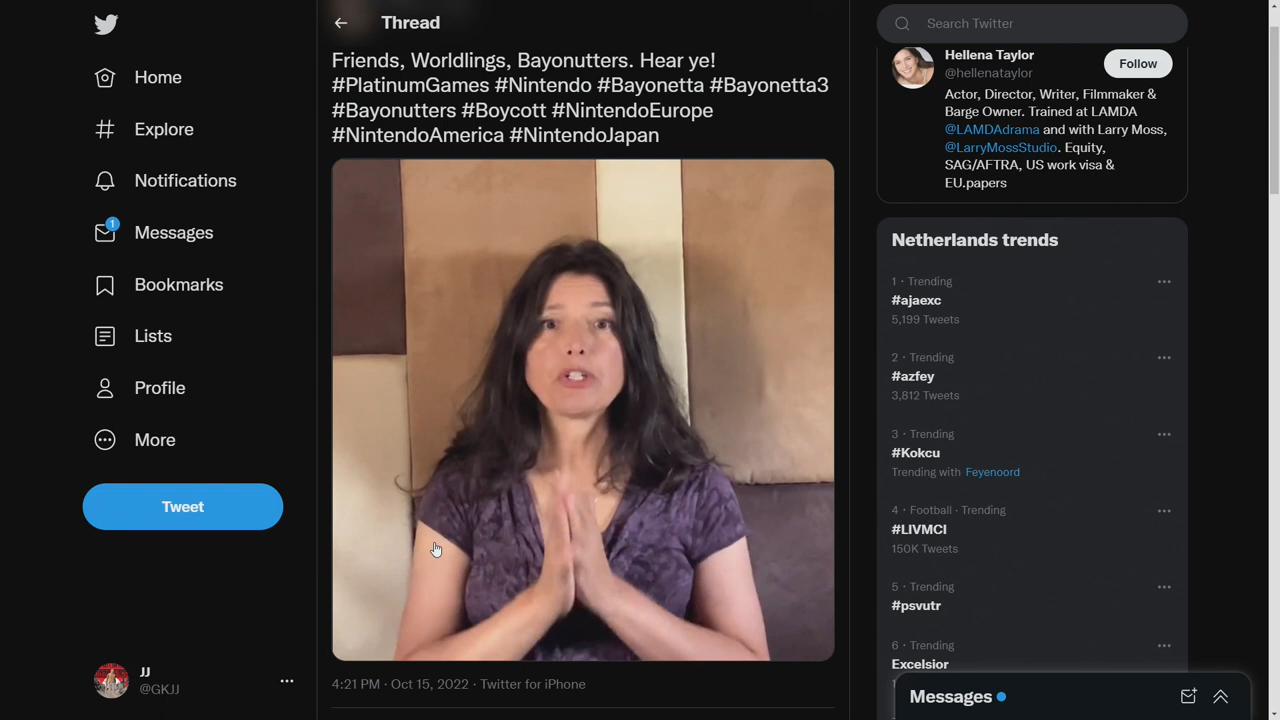 Home
Explore
Notifications
1
Messages
Bookmarks
Lists
Profile
More
Tweet
JJ
@GKJJ
Thread
Friends, Worldlings, Bayonutters. Hear ye!
#PlatinumGames #Nintendo #Bayonetta #Bayonetta3
#Bayonutters #Boycott #NintendoEurope
#NintendoAmerica #NintendoJapan
4:21 PM · Oct 15, 2022 · Twitter for iPhone
Search Twitter
Hellena Taylor
@hellenataylor
Follow
Actor, Director, Writer, Filmmaker &
Barge Owner. Trained at LAMDA
@LAMDAdrama and with Larry Moss,
@LarryMossStudio. Equity,
SAG/AFTRA, US work visa &
EU.papers
Netherlands trends
1 · Trending
#ajaexc
5,199 Tweets
2 · Trending
#azfey
3,812 Tweets
3 · Trending
#Kokcu
Trending with Feyenoord
4 · Football · Trending
#LIVMCI
150K Tweets
5 · Trending
#psvutr
6 · Trending
Excelsior
Messages